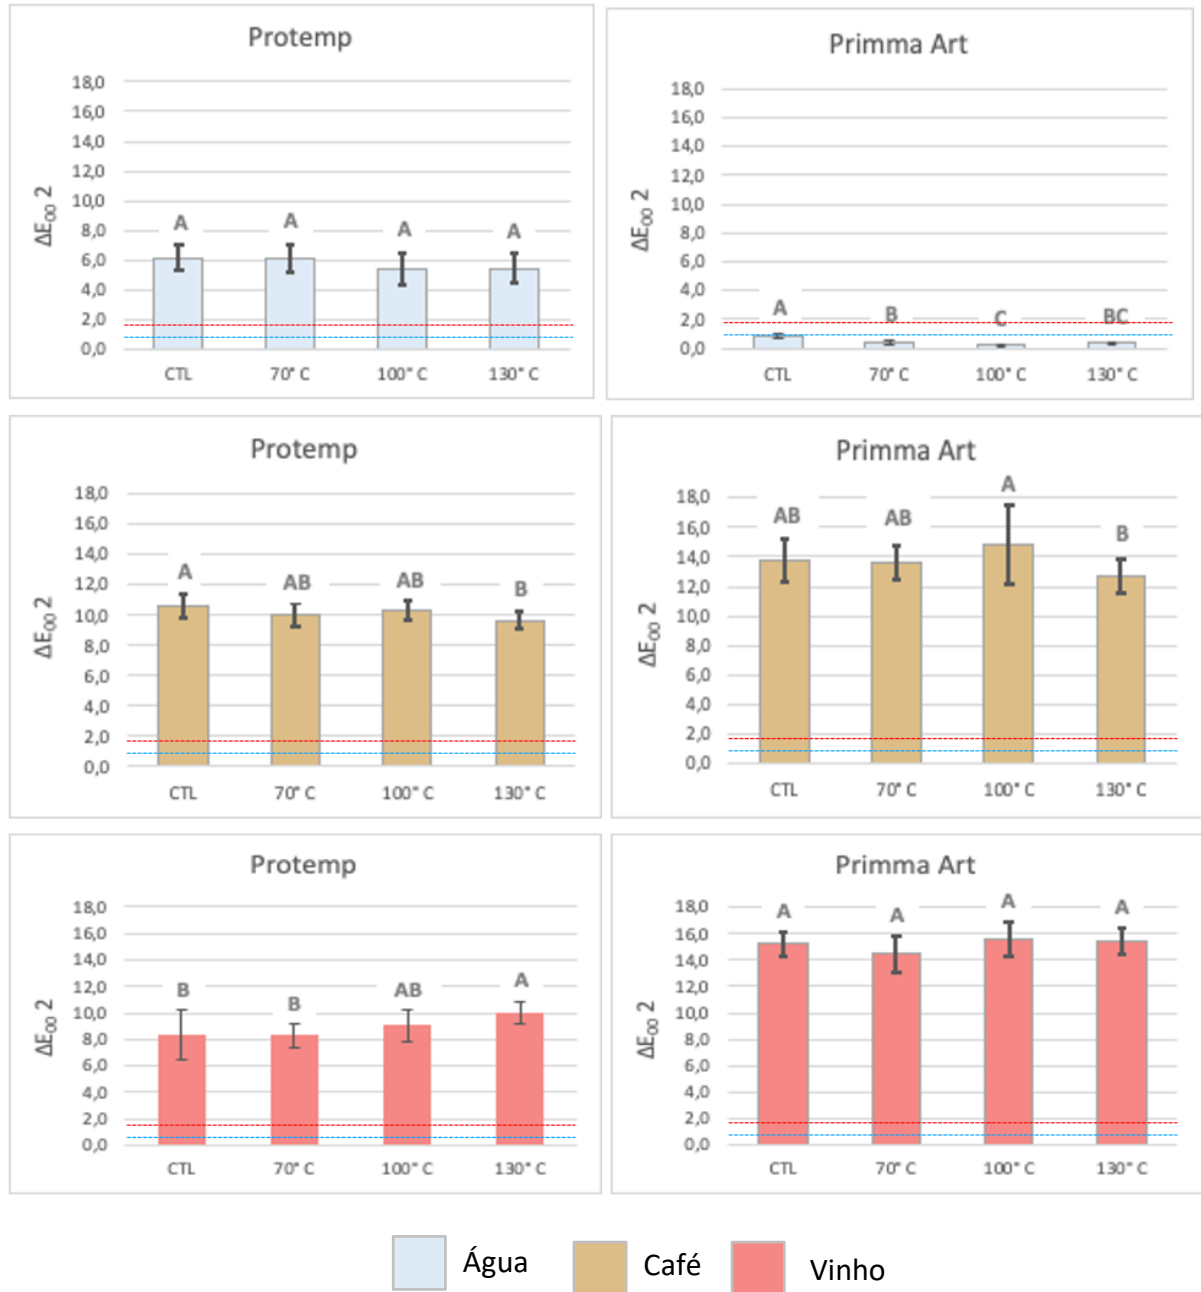 Protemp
18,0
16,0
14,0
12,0
10,0
8,0
6,0
4,0
2,0
0,0
ΔE₀₀ 2
A A A A
CTL 70° C 100° C 130° C
Primma Art
18,0
16,0
14,0
12,0
10,0
8,0
6,0
4,0
2,0
0,0
ΔE₀₀ 2
A B C BC
CTL 70° C 100° C 130° C
Protemp
18,0
16,0
14,0
12,0
10,0
8,0
6,0
4,0
2,0
0,0
ΔE₀₀ 2
A AB AB B
CTL 70° C 100° C 130° C
Primma Art
18,0
16,0
14,0
12,0
10,0
8,0
6,0
4,0
2,0
0,0
ΔE₀₀ 2
AB AB A B
CTL 70° C 100° C 130° C
Protemp
18,0
16,0
14,0
12,0
10,0
8,0
6,0
4,0
2,0
0,0
ΔE₀₀ 2
B B AB A
CTL 70° C 100° C 130° C
Primma Art
18,0
16,0
14,0
12,0
10,0
8,0
6,0
4,0
2,0
0,0
ΔE₀₀ 2
A A A A
CTL 70° C 100° C 130° C
Água Café Vinho